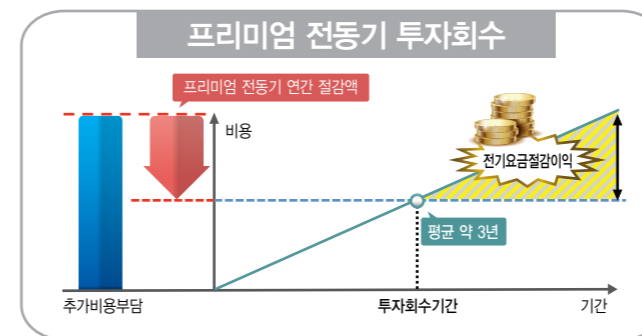 프리미엄 전동기 투자회수
프리미엄 전동기 연간 절감액
비용
전기요금절감이익
평균 약 3년
추가비용부담
투자회수기간
기간